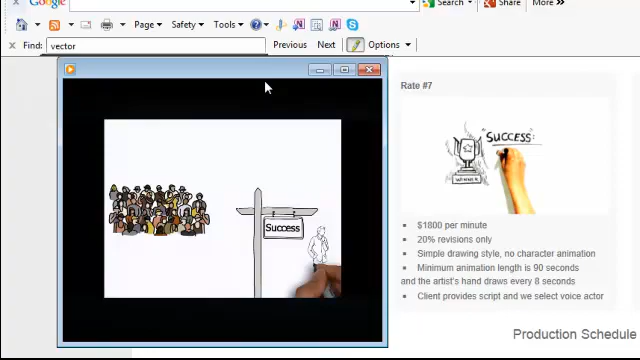 Google
Search
Share
More »
Page
Safety
Tools
Find:
vector
Previous
Next
Options
Rate #7
"SUCCESS"
WINNER
Success
$1800 per minute
20% revisions only
Simple drawing style, no character animation
Minimum animation length is 90 seconds
and the artist's hand draws every 8 seconds
Client provides script and we select voice actor
Production Schedule